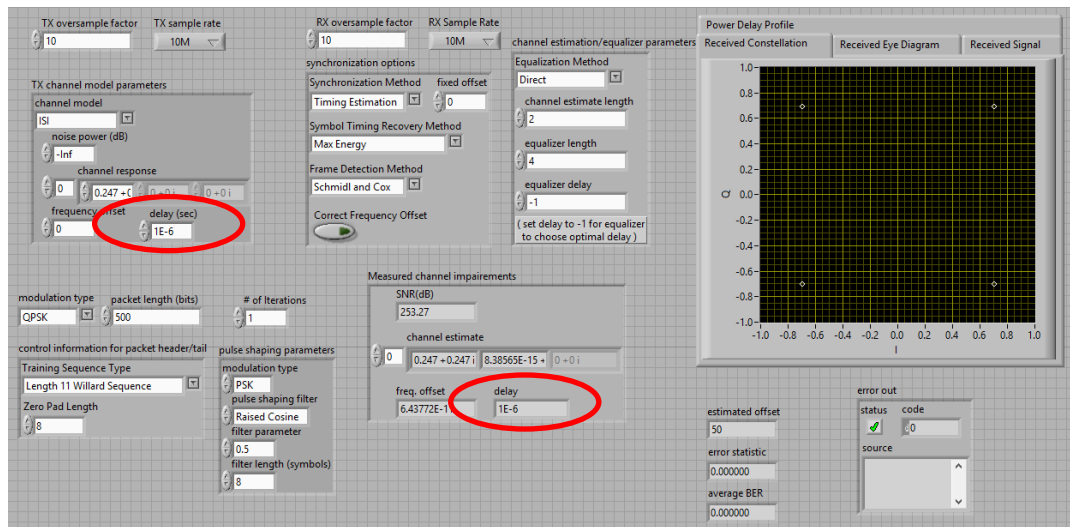 TX oversample factor
10
TX sample rate
10M
RX oversample factor
10
RX Sample Rate
10M
TX channel model parameters
channel model
ISI
noise power (dB)
-Inf
channel response
0
0.247 +(
0 +0 i
0 +0 i
frequency offset
0
delay (sec)
1E-6
synchronization options
Synchronization Method
Timing Estimation
fixed offset
0
Symbol Timing Recovery Method
Max Energy
Frame Detection Method
Schmidl and Cox
Correct Frequency Offset
channel estimation/equalizer parameters
Equalization Method
Direct
channel estimate length
2
equalizer length
4
equalizer delay
-1
( set delay to -1 for equalizer
to choose optimal delay )
Power Delay Profile
Received Constellation
Received Eye Diagram
Received Signal
1.0
0.8
0.6
0.4
0.2
0.0
-0.2
-0.4
-0.6
-0.8
-1.0
Q
-1.0 -0.8 -0.6 -0.4 -0.2 0.0 0.2 0.4 0.6 0.8 1.0
I
modulation type
QPSK
packet length (bits)
500
# of Iterations
1
control information for packet header/tail
Training Sequence Type
Length 11 Willard Sequence
Zero Pad Length
8
pulse shaping parameters
modulation type
PSK
pulse shaping filter
Raised Cosine
filter parameter
0.5
filter length (symbols)
8
Measured channel impairements
SNR(dB)
253.27
channel estimate
0
0.247 +0.247 i
8.38565E-15 +
0 +0 i
freq. offset
6.43772E-1
delay
1E-6
estimated offset
50
error statistic
0.000000
average BER
0.000000
error out
status
code
0
source